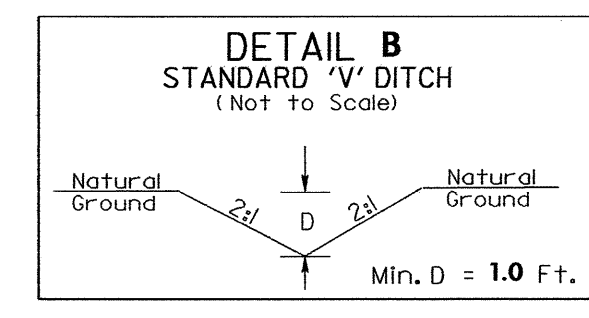 DETAIL B
STANDARD 'V' DITCH
(Not to Scale)
Natural
Ground
2:1
D
2:1
Natural
Ground
Min. D = 1.0 Ft.